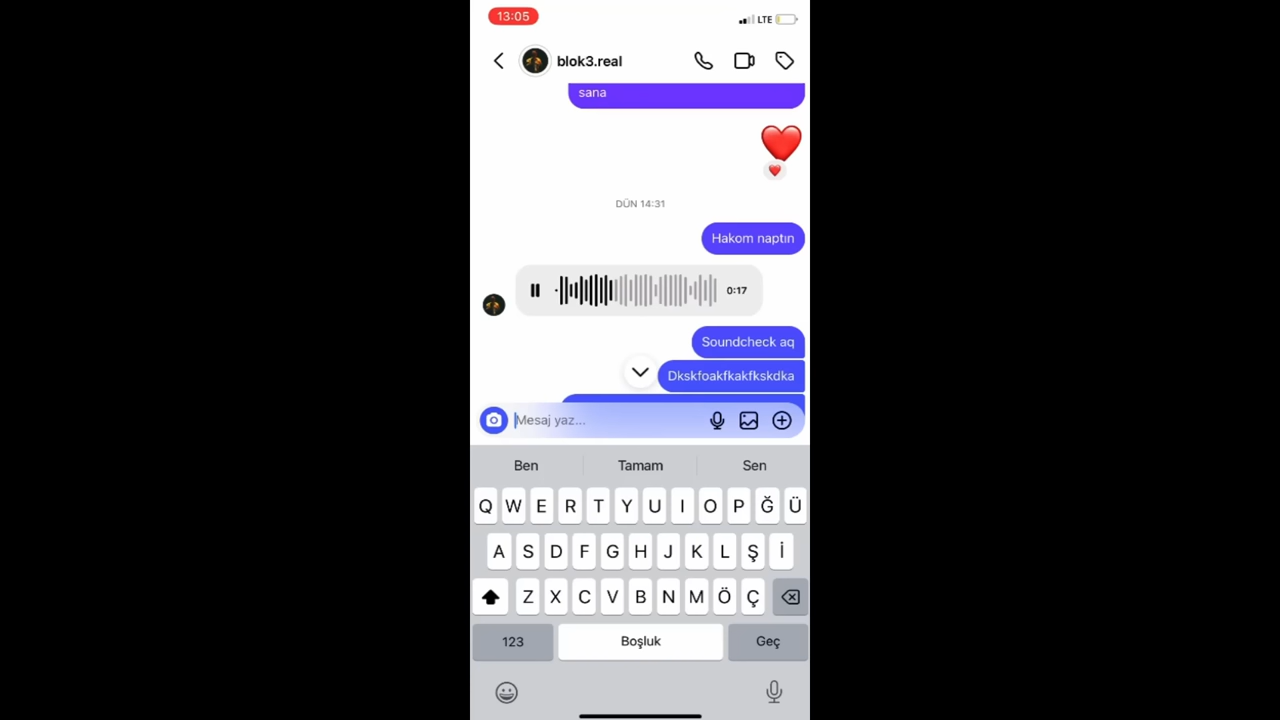 13:05
LTE
blok3.real
sana
DÜN 14:31
Hakom naptın
0:17
Soundcheck aq
Dkskfoakfkakfkskdka
Mesaj yaz...
Ben Tamam Sen
Q W E R T Y U I O P Ğ Ü
A S D F G H J K L Ş İ
Z X C V B N M Ö Ç
123 Boşluk Geç